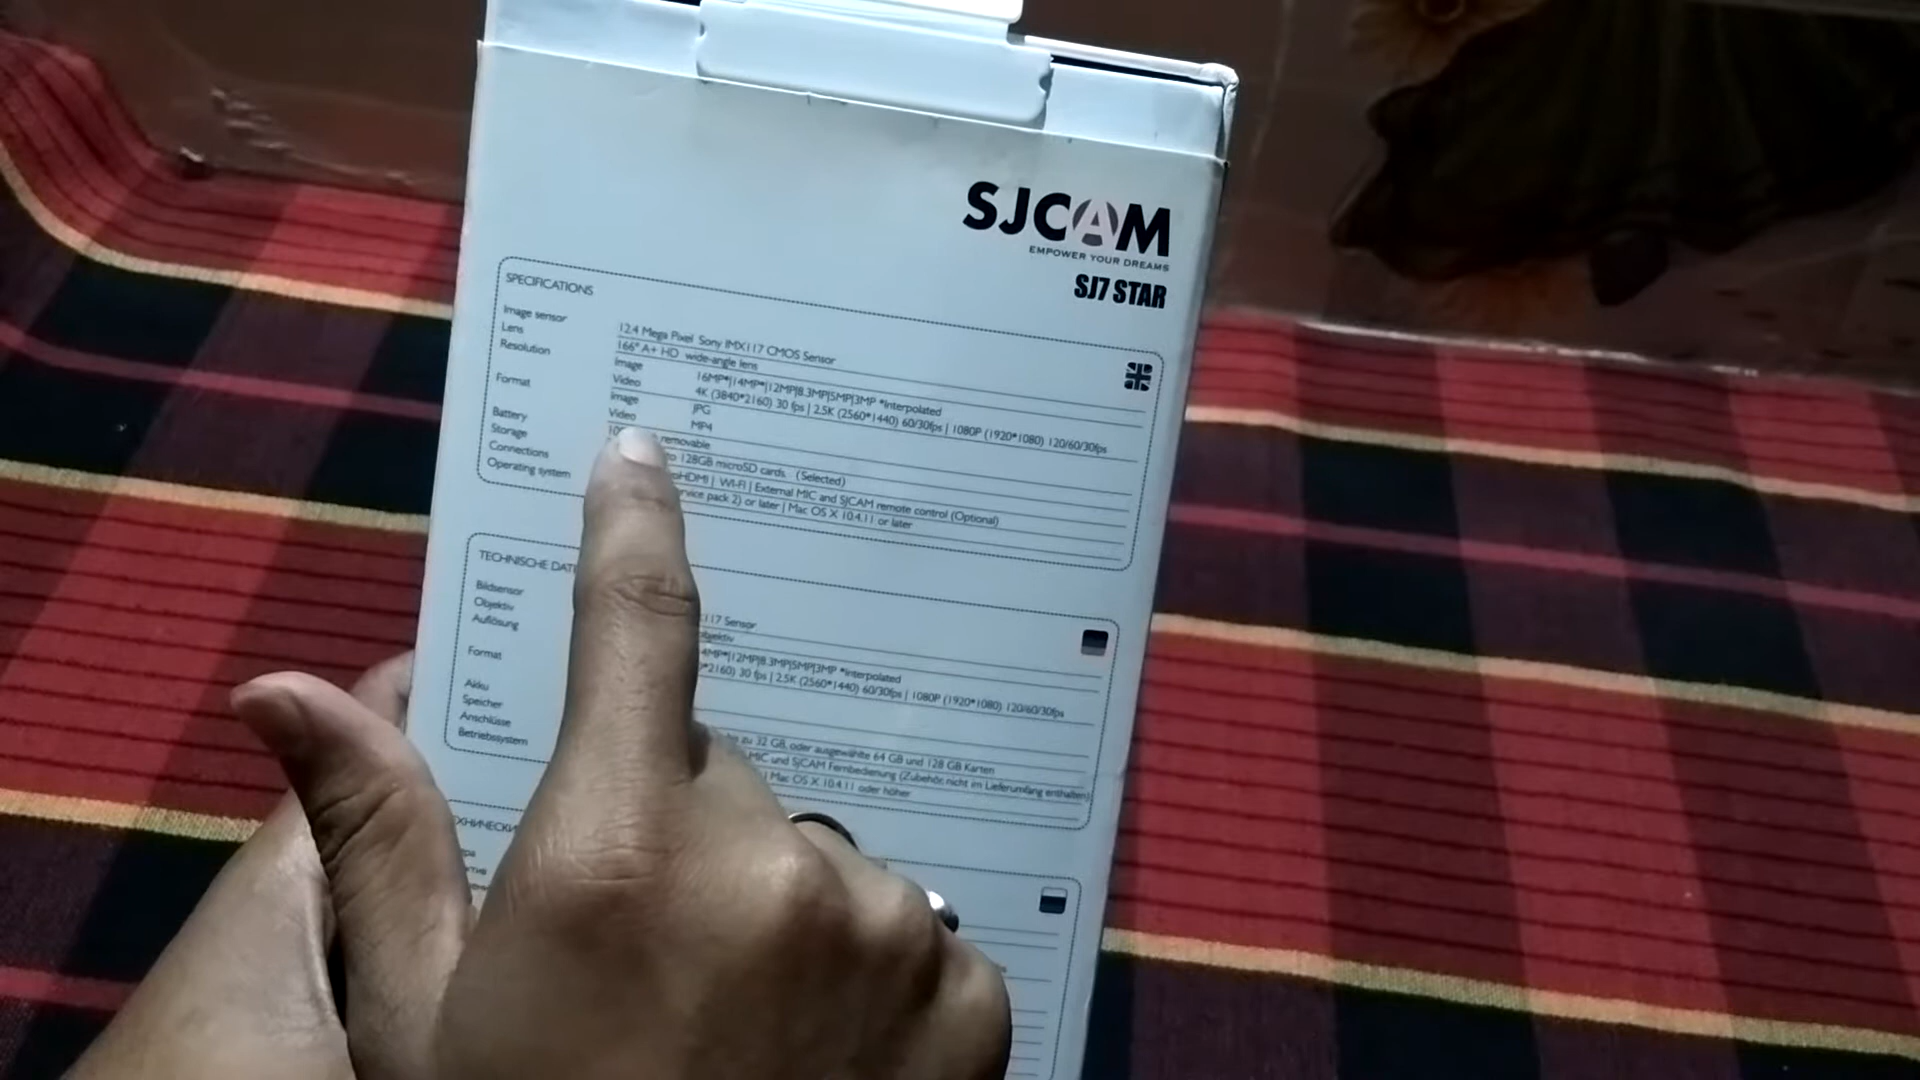 SJCAM
EMPOWER YOUR DREAMS
SJ7 STAR
SPECIFICATIONS
Image sensor 12.4 Mega Pixel Sony IMX117 CMOS Sensor
Lens 166° A+ HD wide-angle lens
Resolution Image 16MP*|14MP*|12MP|8.3MP|5MP|3MP *Interpolated
Video 4K (3840*2160) 30 fps | 2.5K (2560*1440) 60/30fps | 1080P (1920*1080) 120/60/30fps
Format Image JPG
Video MP4
Battery removable
Storage to 128GB microSD cards (Selected)
Connections HDMI | WI-FI | External MIC and SJCAM remote control (Optional)
Operating system pack 2) or later | Mac OS X 10.4.11 or later
TECHNISCHE
Bildsensor Sensor
Objektiv
Auflösung 4MP*|12MP|8.3MP|5MP|3MP *Interpolated
*2160) 30 fps | 2.5K (2560*1440) 60/30fps | 1080P (1920*1080) 120/60/30fps
Format
Akku
Speicher bis zu 32 GB, oder ausgewählte 64 GB und 128 GB Karten
Anschlüsse MIC und SJCAM Fernbedienung (Zubehör, nicht im Lieferumfang enthalten)
Betriebssystem | Mac OS X 10.4.11 oder höher